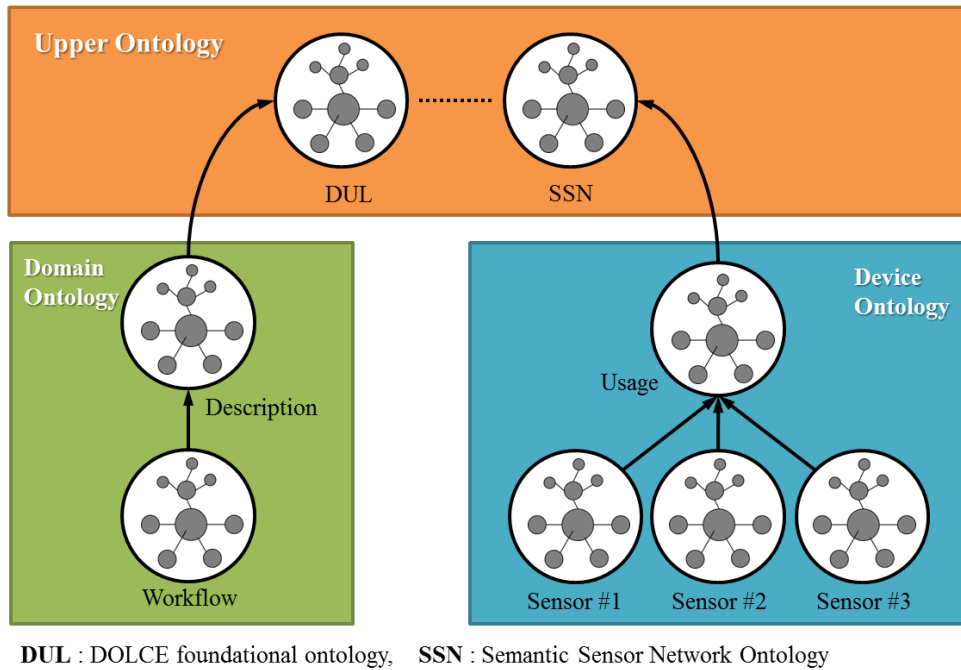 Upper Ontology
DUL
SSN
Domain
Ontology
Description
Workflow
Device
Ontology
Usage
Sensor #1
Sensor #2
Sensor #3
DUL : DOLCE foundational ontology, SSN : Semantic Sensor Network Ontology